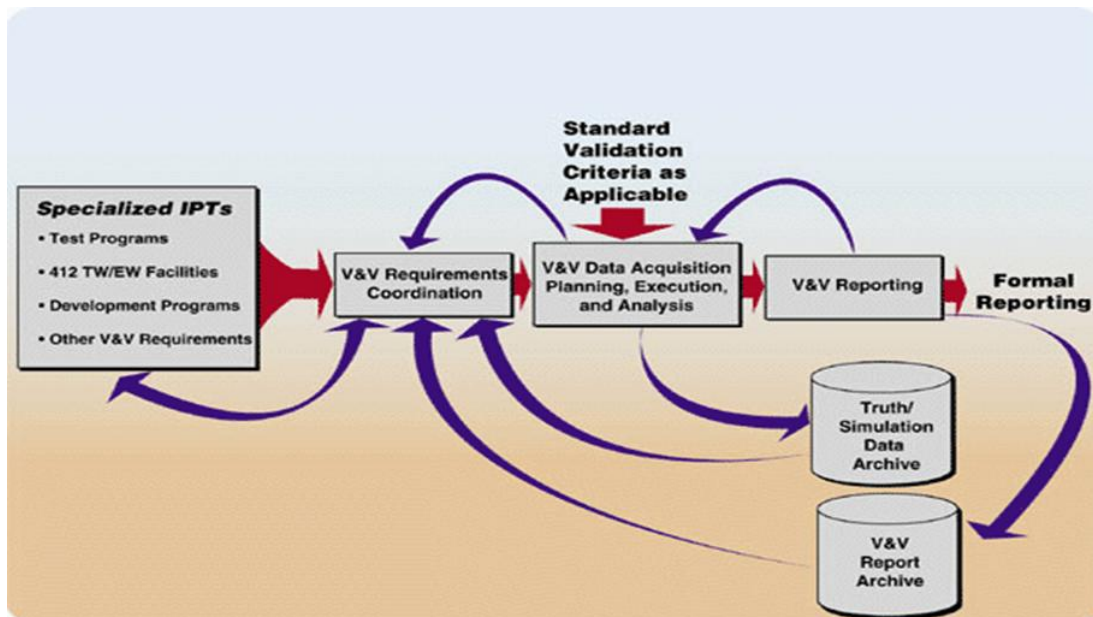 Standard
Validation
Criteria as
Applicable
Specialized IPTs
• Test Programs
• 412 TW/EW Facilities
• Development Programs
• Other V&V Requirements
V&V Requirements
Coordination
V&V Data Acquisition
Planning, Execution,
and Analysis
V&V Reporting
Formal
Reporting
Truth/
Simulation
Data
Archive
V&V
Report
Archive